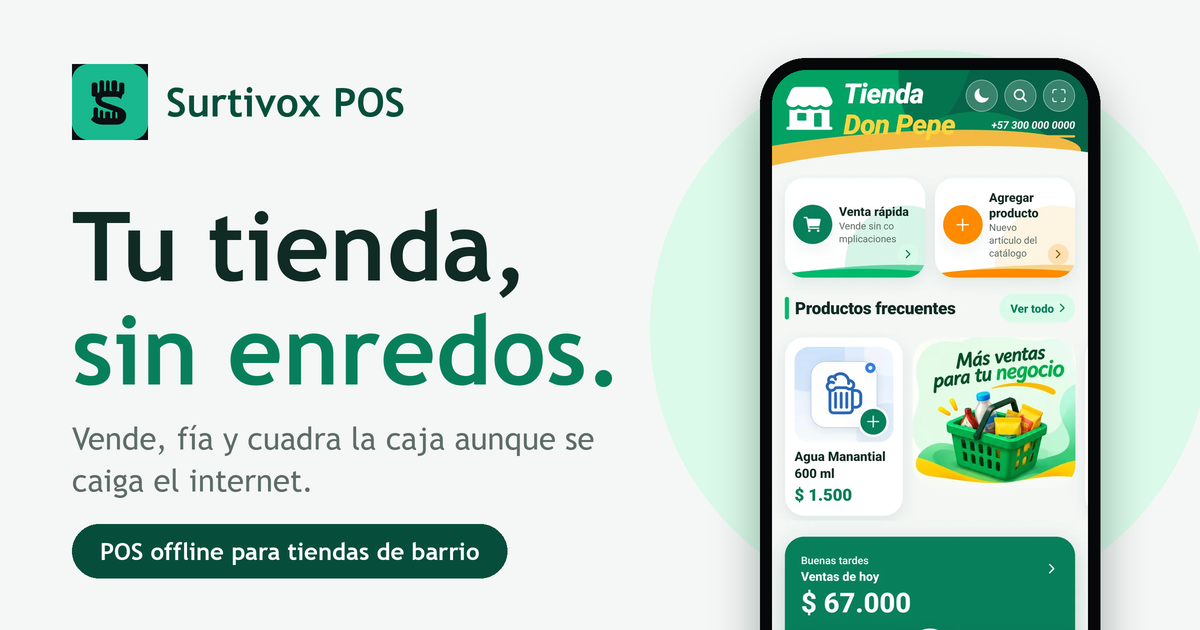 Surtivox POS
Tu tienda,
sin enredos.
Vende, fía y cuadra la caja aunque se
caiga el internet.
POS offline para tiendas de barrio
Tienda
Don Pepe
+57 300 000 0000
Venta rápida
Vende sin co
mplicaciones
Agregar
producto
Nuevo
artículo del
catálogo
Productos frecuentes
Ver todo
Agua Manantial
600 ml
$ 1.500
Más ventas
para tu negocio
Buenas tardes
Ventas de hoy
$ 67.000